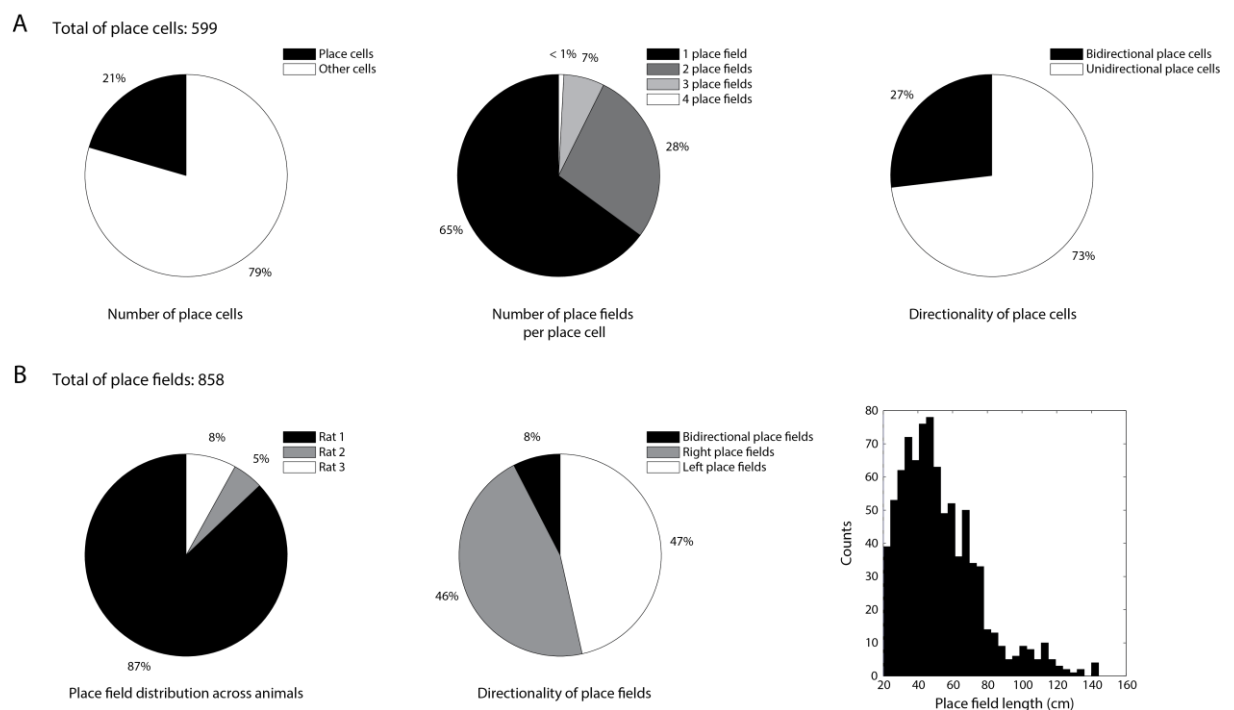 A
Total of place cells: 599
Place cells
Other cells
21%
79%
Number of place cells
< 1%
7%
1 place field
2 place fields
3 place fields
4 place fields
28%
65%
Number of place fields
per place cell
Bidirectional place cells
Unidirectional place cells
27%
73%
Directionality of place cells
B
Total of place fields: 858
8%
5%
Rat 1
Rat 2
Rat 3
87%
Place field distribution across animals
8%
Bidirectional place fields
Right place fields
Left place fields
47%
46%
Directionality of place fields
80
70
60
50
40
30
20
10
0
Counts
20 40 60 80 100 120 140 160
Place field length (cm)